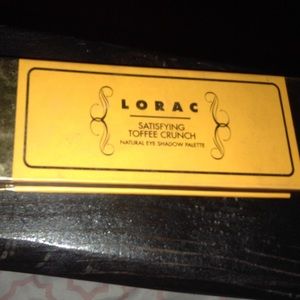 LORAC
SATISFYING
TOFFEE CRUNCH
NATURAL EYE SHADOW PALETTE